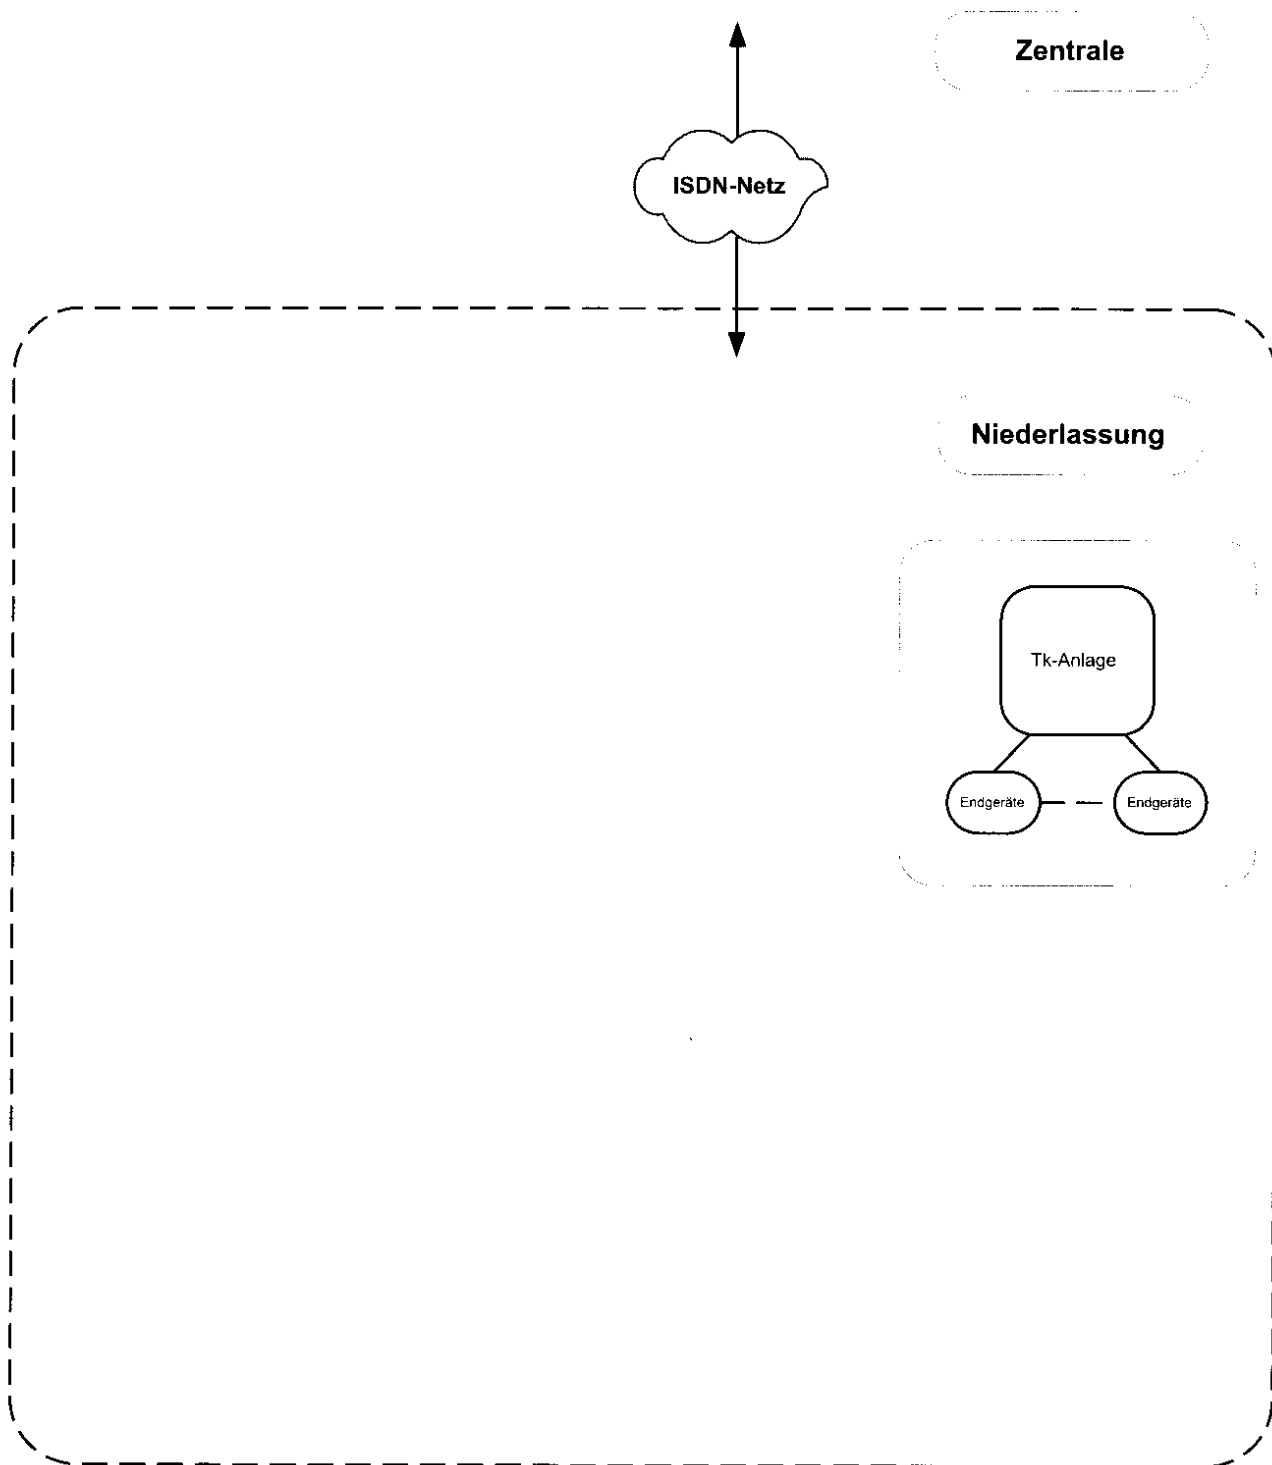 Zentrale
ISDN-Netz
Niederlassung
Tk-Anlage
Endgeräte
Endgeräte